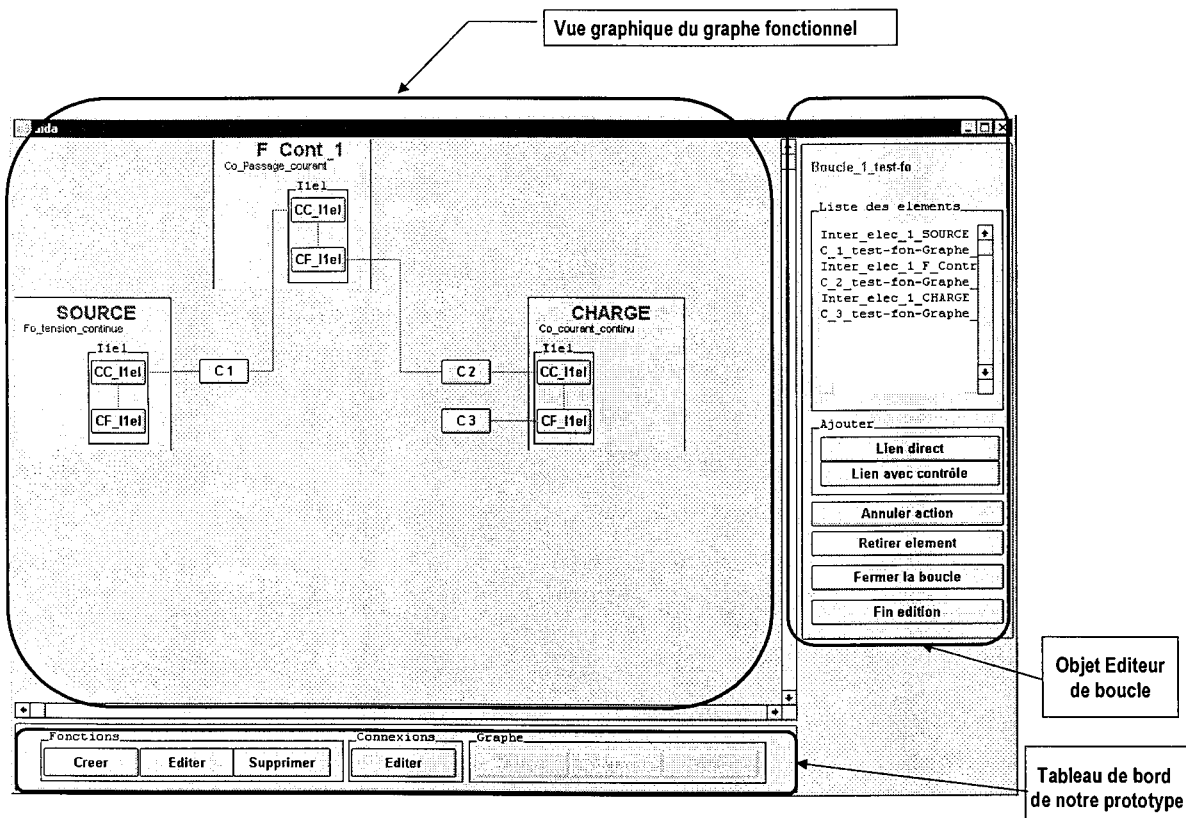 Vue graphique du graphe fonctionnel
aida
F_Cont_1
Co_Passage_courant
I1el
CC_I1el
CF_I1el
SOURCE
Fo_tension_continue
I1el
CC_I1el
CF_I1el
C 1
CHARGE
Co_courant_continu
I1el
CC_I1el
CF_I1el
C 2
C 3
Boucle_1_test-fo
Liste des elements
Inter_elec_1_SOURCE
C_1_test-fon-Graphe_
Inter_elec_1_F_Contr
C_2_test-fon-Graphe_
Inter_elec_1_CHARGE
C_3_test-fon-Graphe_
Ajouter
Lien direct
Lien avec contrôle
Annuler action
Retirer element
Fermer la boucle
Fin edition
Objet Editeur
de boucle
Fonctions
Creer
Editer
Supprimer
Connexions
Editer
Graphe
Tableau de bord
de notre prototype